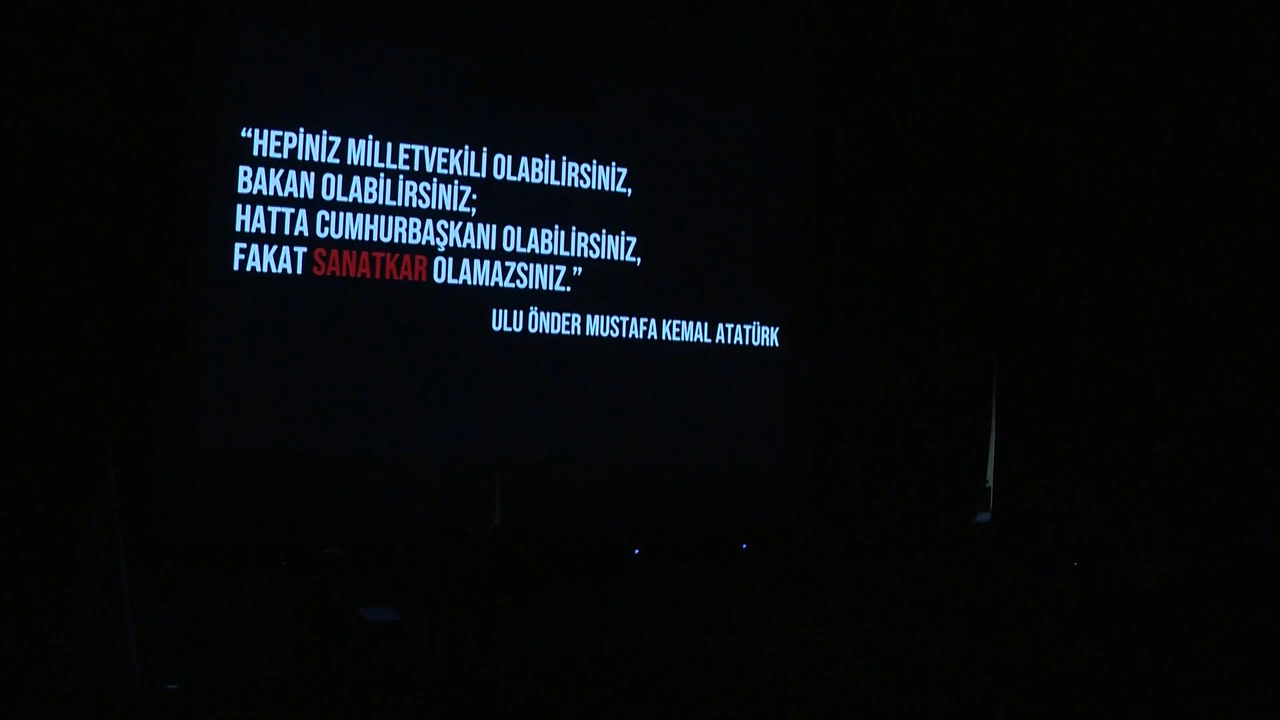 “HEPİNİZ MİLLETVEKİLİ OLABİLİRSİNİZ,
BAKAN OLABİLİRSİNİZ;
HATTA CUMHURBAŞKANI OLABİLİRSİNİZ,
FAKAT SANATKAR OLAMAZSINIZ.”
ULU ÖNDER MUSTAFA KEMAL ATATÜRK